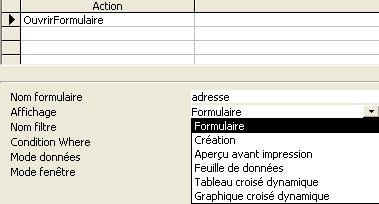 Action
OuvrirFormulaire
Nom formulaire adresse
Affichage Formulaire
Nom filtre Formulaire
Condition Where Création
Mode données Aperçu avant impression
Mode fenêtre Feuille de données
Tableau croisé dynamique
Graphique croisé dynamique